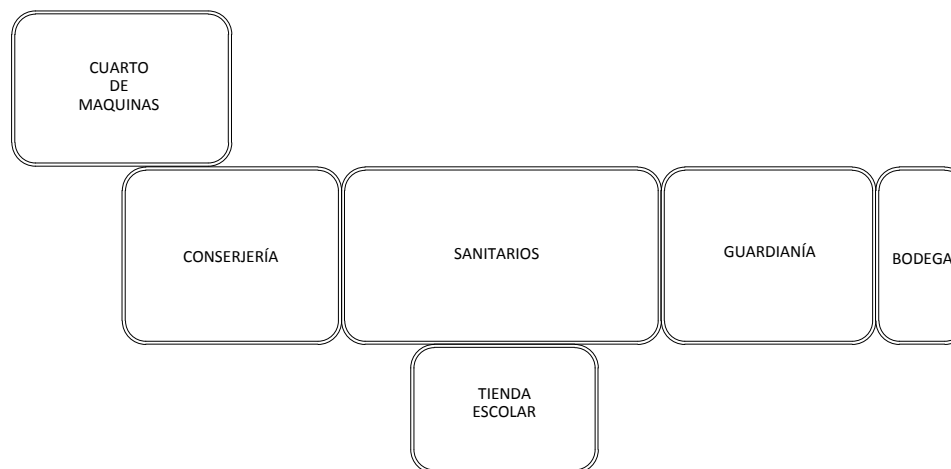 CUARTO
DE
MAQUINAS
CONSERJERÍA
SANITARIOS
GUARDIANÍA
BODEGA
TIENDA
ESCOLAR